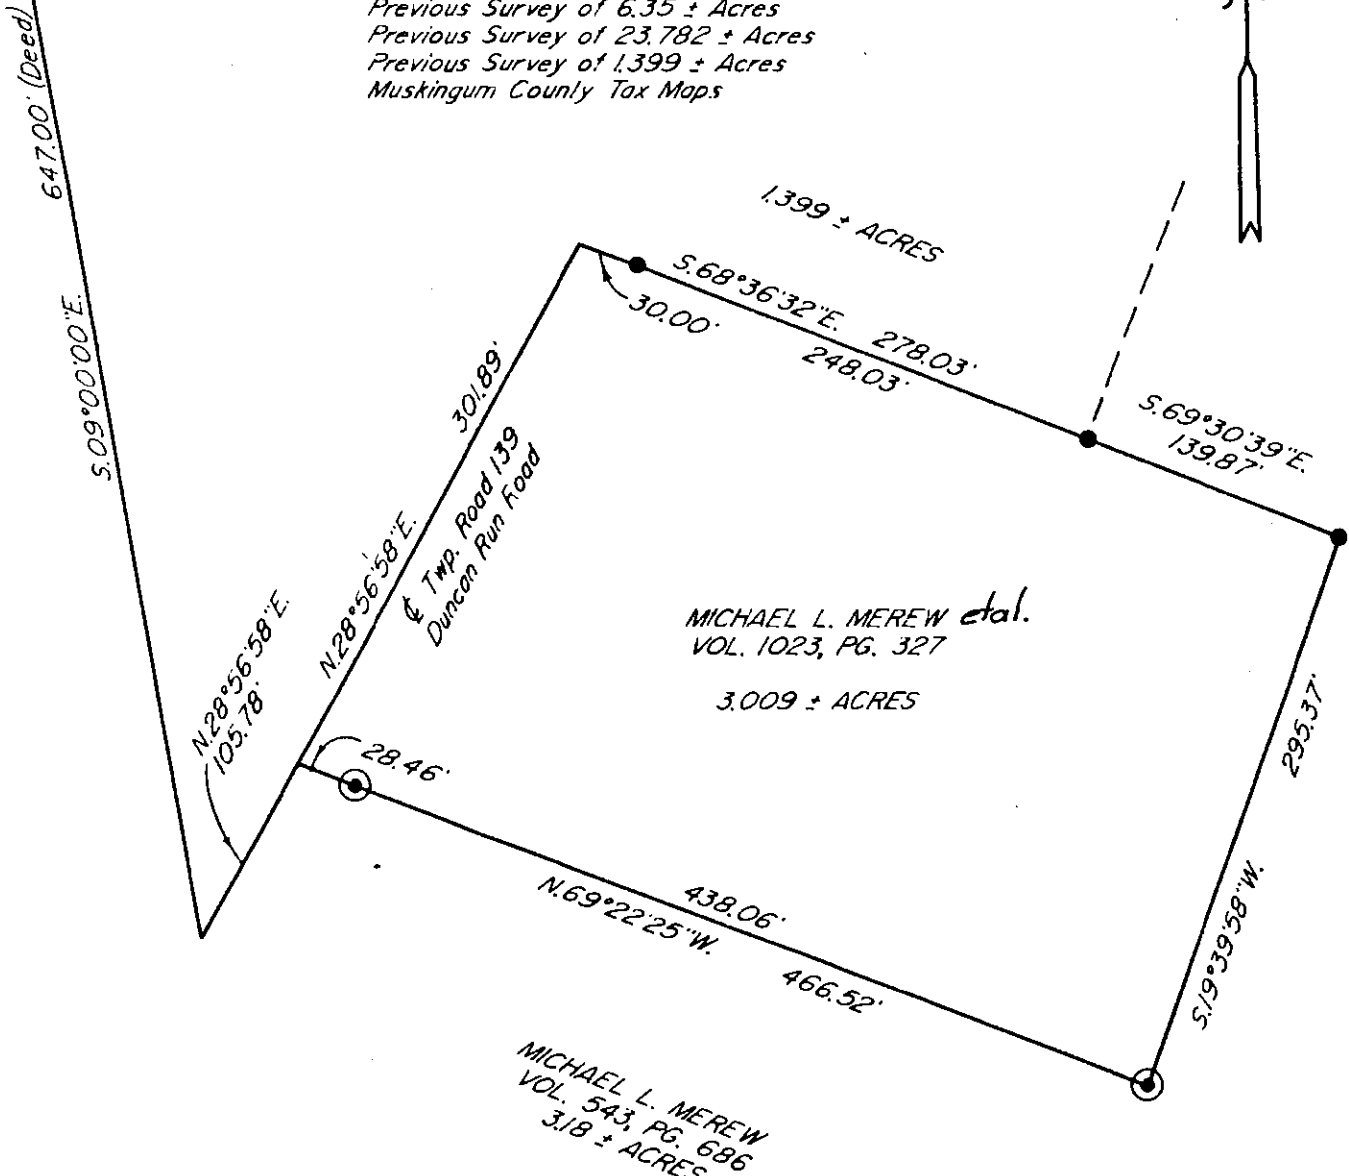 Previous Survey of 6.35 ± Acres
Previous Survey of 23.782 ± Acres
Previous Survey of 1.399 ± Acres
Muskingum County Tax Maps
647.00' (Deed)
S.09°00'00"E.
1.399 ± ACRES
S.68°36'32"E. 278.03'
30.00'
248.03'
S.69°30'39"E.
139.87'
301.89'
N.28°56'58"E.
℄ Twp. Road 139
Duncan Run Road
N.28°56'58"E.
105.78'
MICHAEL L. MEREW etal.
VOL. 1023, PG. 327
3.009 ± ACRES
295.37'
S.19°39'58"W.
28.46'
438.06'
N.69°22'25"W.
466.52'
MICHAEL L. MEREW
VOL. 543, PG. 686
3.18 ± ACRES